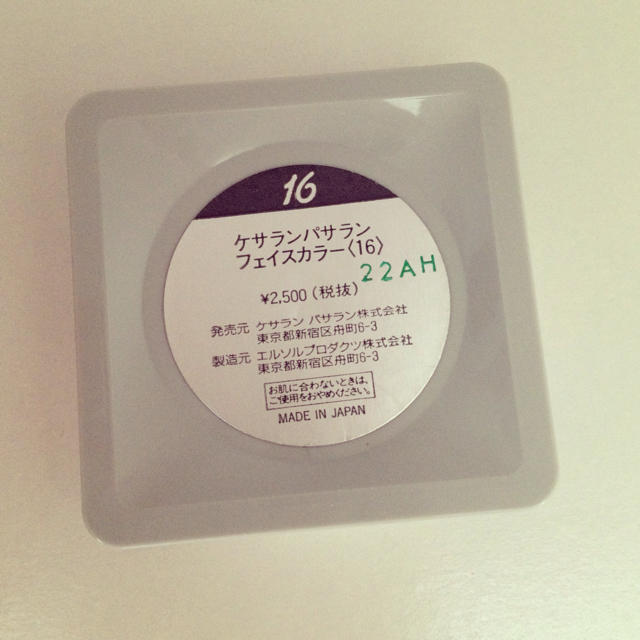 16
ケサランパサラン
フェイスカラー〈16〉
22AH
¥2,500(税抜)
発売元 ケサラン パサラン株式会社
東京都新宿区舟町6-3
製造元 エルソルプロダクツ株式会社
東京都新宿区舟町6-3
お肌に合わないときは、
ご使用をおやめください。
MADE IN JAPAN